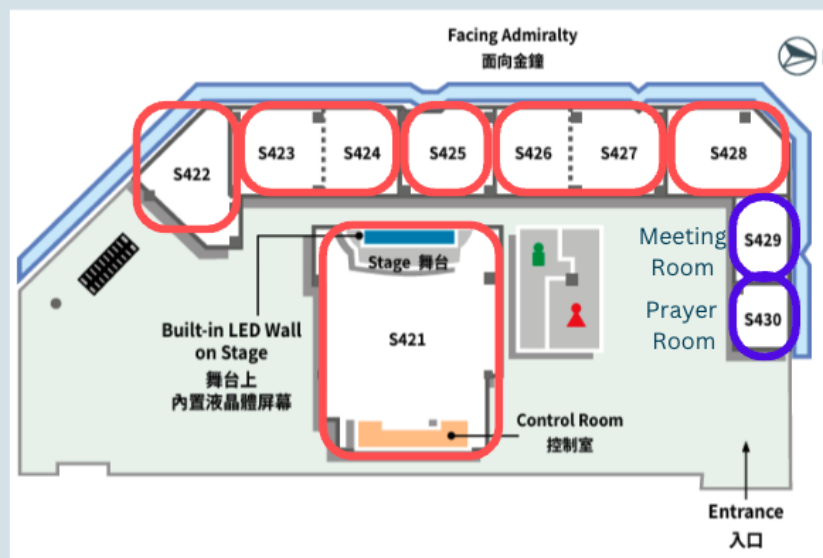 Facing Admiralty
面向金鐘
S422
S423
S424
S425
S426
S427
S428
Meeting
Room
S429
Prayer
Room
S430
Stage 舞台
S421
Built-in LED Wall
on Stage
舞台上
內置液晶體屏幕
Control Room
控制室
Entrance
入口